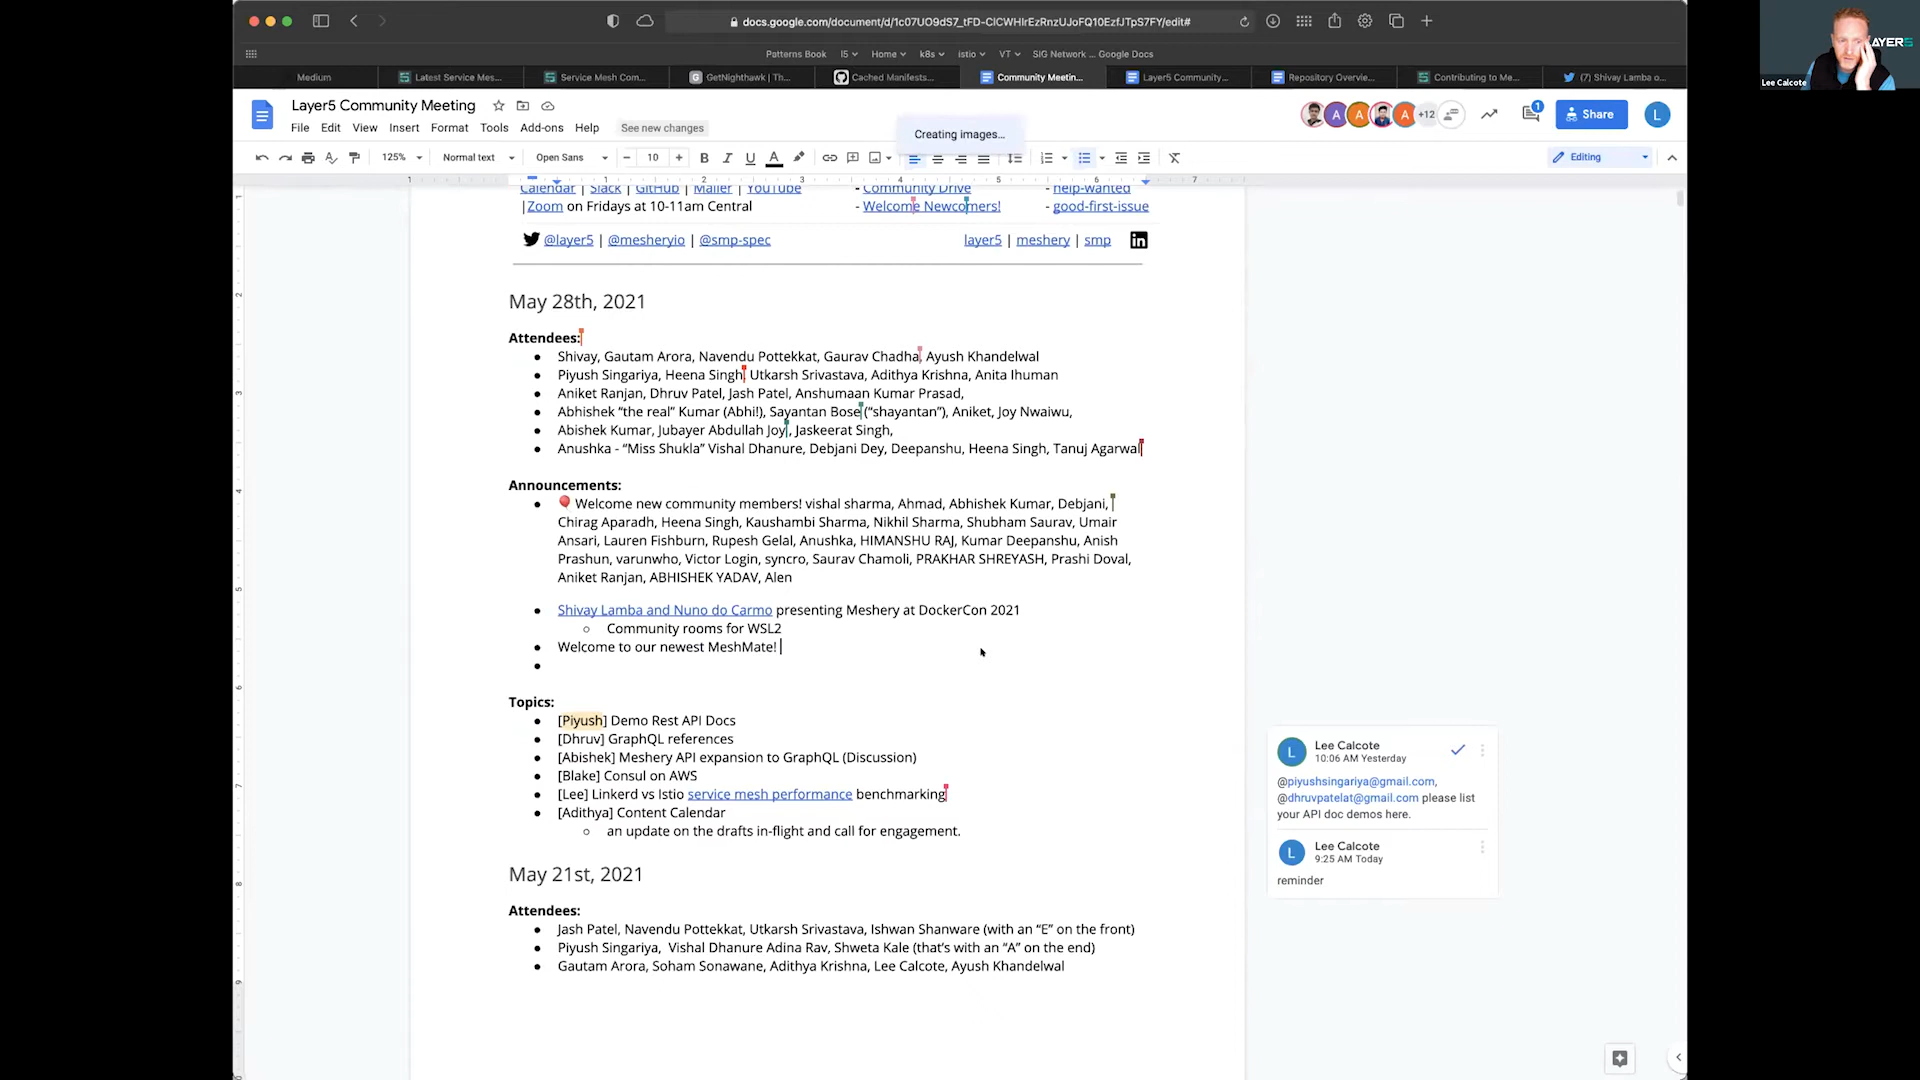 docs.google.com/document/d/1c07UO9dS7_tFD-ClCWHlrEzRnzUJoFQ10EzfJTpS7FY/edit#
Patterns Book
l5
Home
k8s
istio
VT
SIG Network ... Google Docs
Medium
Latest Service Mes...
Service Mesh Com...
GetNighthawk | Th...
Cached Manifests...
Community Meetin...
Layer5 Community...
Repository Overvie...
Contributing to Me...
(7) Shivay Lamba o...
AYER5
Lee Calcote
Layer5 Community Meeting
+12
1
Share
L
File Edit View Insert Format Tools Add-ons Help See new changes
Creating images...
125% Normal text Open Sans − 10 + B I U A
Editing
1 1 2 3 4 5 6 7
Calendar | Slack | GitHub | Mailer | YouTube
- Community Drive
- help-wanted
|Zoom on Fridays at 10-11am Central
- Welcome Newcomers!
- good-first-issue
@layer5 | @mesheryio | @smp-spec
layer5 | meshery | smp
May 28th, 2021
Attendees:
Shivay, Gautam Arora, Navendu Pottekkat, Gaurav Chadha, Ayush Khandelwal
Piyush Singariya, Heena Singh, Utkarsh Srivastava, Adithya Krishna, Anita Ihuman
Aniket Ranjan, Dhruv Patel, Jash Patel, Anshumaan Kumar Prasad,
Abhishek “the real” Kumar (Abhi!), Sayantan Bose (“shayantan”), Aniket, Joy Nwaiwu,
Abishek Kumar, Jubayer Abdullah Joy, Jaskeerat Singh,
Anushka - “Miss Shukla” Vishal Dhanure, Debjani Dey, Deepanshu, Heena Singh, Tanuj Agarwal
Announcements:
Welcome new community members! vishal sharma, Ahmad, Abhishek Kumar, Debjani,
Chirag Aparadh, Heena Singh, Kaushambi Sharma, Nikhil Sharma, Shubham Saurav, Umair
Ansari, Lauren Fishburn, Rupesh Gelal, Anushka, HIMANSHU RAJ, Kumar Deepanshu, Anish
Prashun, varunwho, Victor Login, syncro, Saurav Chamoli, PRAKHAR SHREYASH, Prashi Doval,
Aniket Ranjan, ABHISHEK YADAV, Alen
Shivay Lamba and Nuno do Carmo presenting Meshery at DockerCon 2021
Community rooms for WSL2
Welcome to our newest MeshMate!
Topics:
[Piyush] Demo Rest API Docs
[Dhruv] GraphQL references
[Abishek] Meshery API expansion to GraphQL (Discussion)
[Blake] Consul on AWS
[Lee] Linkerd vs Istio service mesh performance benchmarking
[Adithya] Content Calendar
an update on the drafts in-flight and call for engagement.
May 21st, 2021
Attendees:
Jash Patel, Navendu Pottekkat, Utkarsh Srivastava, Ishwan Shanware (with an “E” on the front)
Piyush Singariya, Vishal Dhanure Adina Rav, Shweta Kale (that’s with an “A” on the end)
Gautam Arora, Soham Sonawane, Adithya Krishna, Lee Calcote, Ayush Khandelwal
L
Lee Calcote
10:06 AM Yesterday
@piyushsingariya@gmail.com,
@dhruvpatelat@gmail.com please list
your API doc demos here.
L
Lee Calcote
9:25 AM Today
reminder